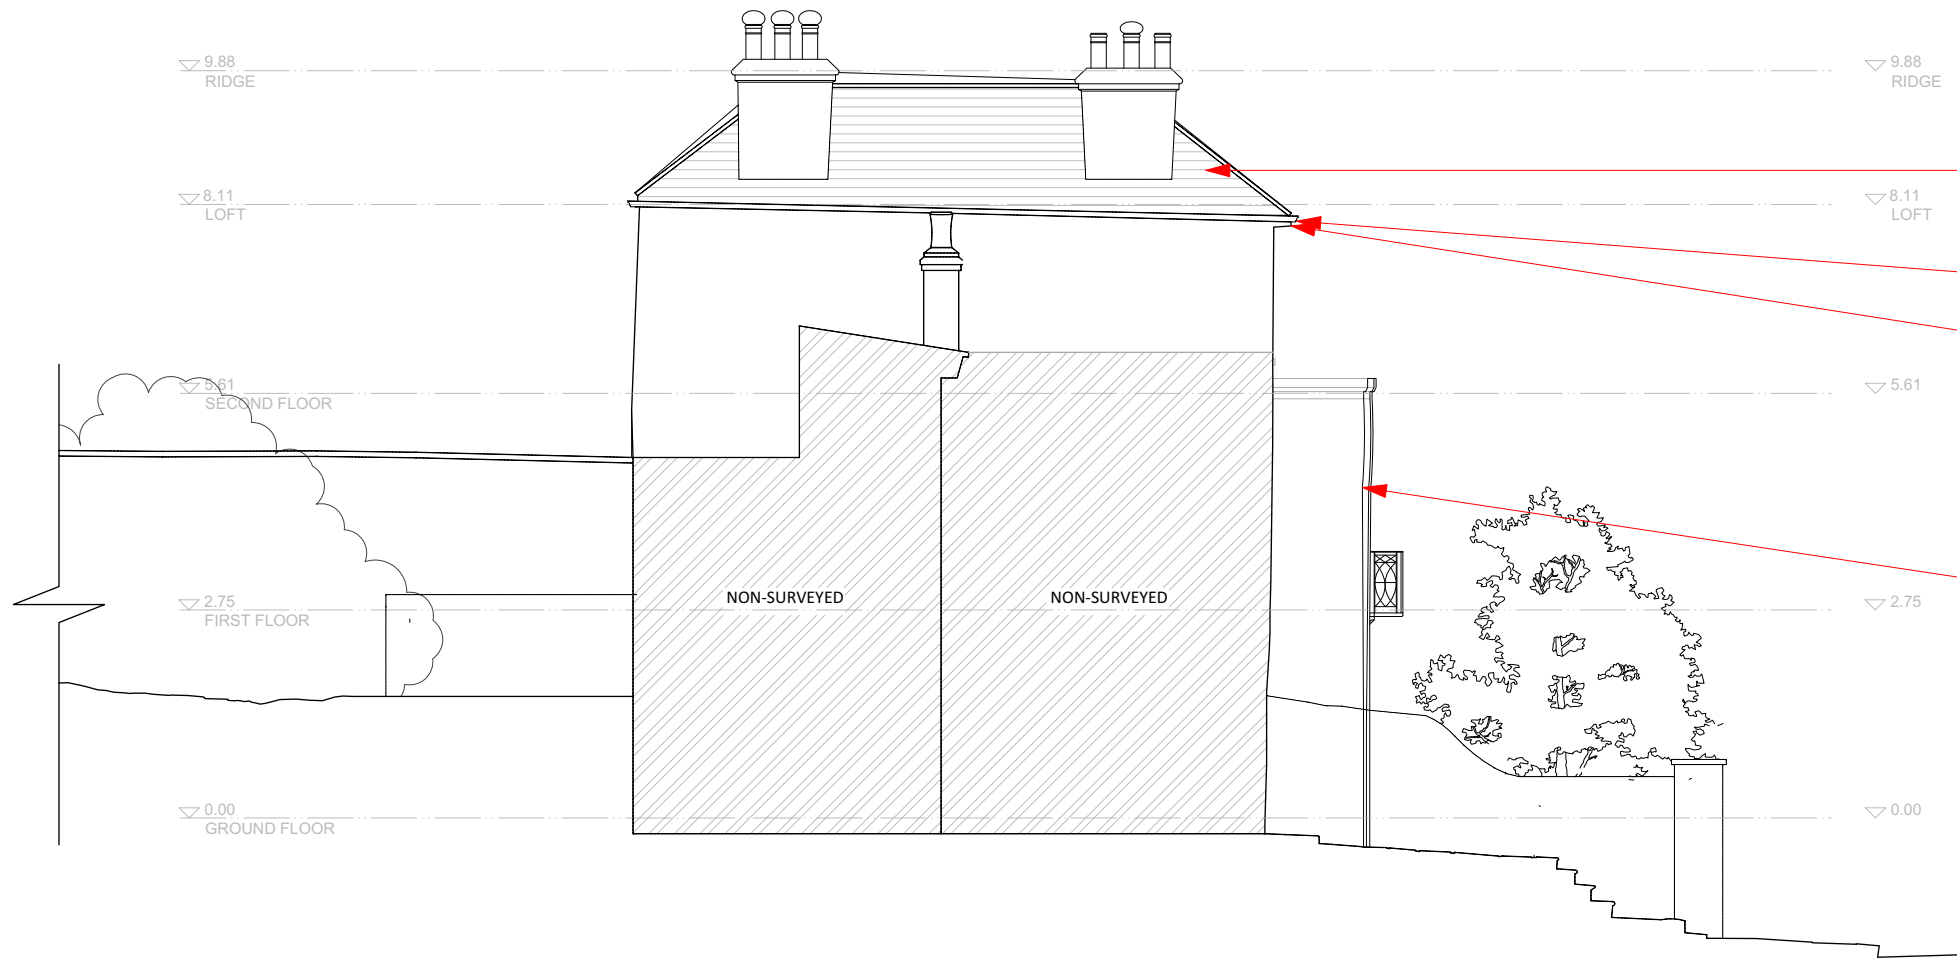 9.88
RIDGE
9.88
RIDGE
8.11
LOFT
8.11
LOFT
5.61
SECOND FLOOR
5.61
NON-SURVEYED
NON-SURVEYED
2.75
FIRST FLOOR
2.75
0.00
GROUND FLOOR
0.00